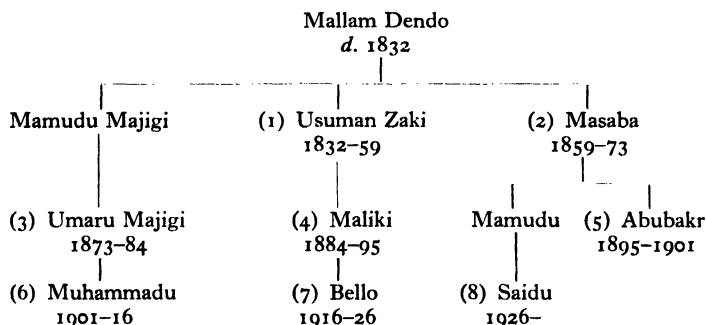 Mallam Dendo
d. 1832
Mamudu Majigi (1) Usuman Zaki (2) Masaba
1832–59 1859–73
(3) Umaru Majigi (4) Maliki Mamudu (5) Abubakr
1873–84 1884–95 1895–1901
(6) Muhammadu (7) Bello (8) Saidu
1901–16 1916–26 1926–